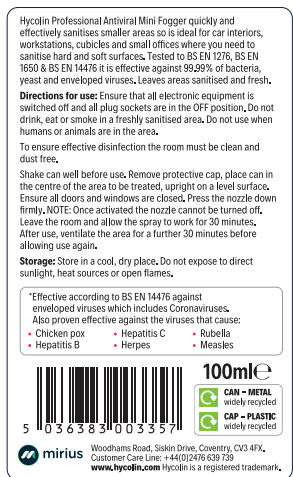 Hycolin Professional Antiviral Mini Fogger quickly and
effectively sanitises smaller areas so is ideal for car interiors,
workstations, cubicles and small offices where you need to
sanitise hard and soft surfaces. Tested to BS EN 1276, BS EN
1650 & BS EN 14476 it is effective against 99.99% of bacteria,
yeast and enveloped viruses. Leaves areas sanitised and fresh.
Directions for use: Ensure that all electronic equipment is
switched off and all plug sockets are in the OFF position. Do not
drink, eat or smoke in a freshly sanitised area. Do not use when
humans or animals are in the area.
To ensure effective disinfection the room must be clean and
dust free.
Shake can well before use. Remove protective cap, place can in
the centre of the area to be treated, upright on a level surface.
Ensure all doors and windows are closed. Press the nozzle down
firmly. NOTE: Once activated the nozzle cannot be turned off.
Leave the room and allow the spray to work for 30 minutes.
After use, ventilate the area for a further 30 minutes before
allowing use again.
Storage: Store in a cool, dry place. Do not expose to direct
sunlight, heat sources or open flames.
*Effective according to BS EN 14476 against
enveloped viruses which includes Coronaviruses.
Also proven effective against the viruses that cause:
• Chicken pox • Hepatitis C • Rubella
• Hepatitis B • Herpes • Measles
100ml℮
CAN – METAL
widely recycled
CAP – PLASTIC
widely recycled
5 036383 003357
mirius
Woodhams Road, Siskin Drive, Coventry, CV3 4FX.
Customer Care Line: +44(0)2476 639 739
www.hycolin.com Hycolin is a registered trademark.